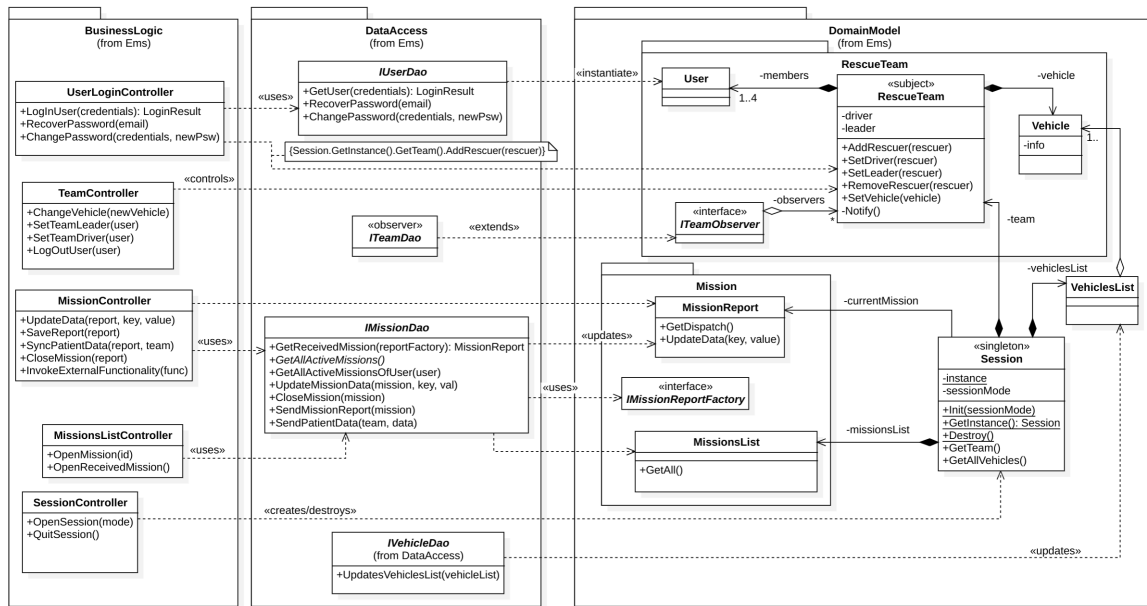 BusinessLogic
(from Ems)
DataAccess
(from Ems)
DomainModel
(from Ems)
UserLoginController
+LogInUser(credentials): LoginResult
+RecoverPassword(email)
+ChangePassword(credentials, newPsw)
«uses»
IUserDao
+GetUser(credentials): LoginResult
+RecoverPassword(email)
+ChangePassword(credentials, newPsw)
{Session.GetInstance().GetTeam().AddRescuer(rescuer)}
«instantiate»
RescueTeam
User
-members
1..4
«subject»
RescueTeam
-driver
-leader
+AddRescuer(rescuer)
+SetDriver(rescuer)
+SetLeader(rescuer)
+RemoveRescuer(rescuer)
+SetVehicle(vehicle)
-Notify()
-vehicle
Vehicle
-info
1..
«controls»
TeamController
+ChangeVehicle(newVehicle)
+SetTeamLeader(user)
+SetTeamDriver(user)
+LogOutUser(user)
«observer»
ITeamDao
«extends»
«interface»
ITeamObserver
-observers
*
-team
-vehiclesList
VehiclesList
MissionController
+UpdateData(report, key, value)
+SaveReport(report)
+SyncPatientData(report, team)
+CloseMission(report)
+InvokeExternalFunctionality(func)
«uses»
IMissionDao
+GetReceivedMission(reportFactory): MissionReport
+GetAllActiveMissions()
+GetAllActiveMissionsOfUser(user)
+UpdateMissionData(mission, key, val)
+CloseMission(mission)
+SendMissionReport(mission)
+SendPatientData(team, data)
«updates»
«uses»
Mission
MissionReport
+GetDispatch()
+UpdateData(key, value)
-currentMission
«interface»
IMissionReportFactory
MissionsList
+GetAll()
-missionsList
«singleton»
Session
-instance
-sessionMode
+Init(sessionMode)
+GetInstance(): Session
+Destroy()
+GetTeam()
+GetAllVehicles()
MissionsListController
+OpenMission(id)
+OpenReceivedMission()
«uses»
SessionController
+OpenSession(mode)
+QuitSession()
«creates/destroys»
IVehicleDao
(from DataAccess)
+UpdatesVehiclesList(vehicleList)
«updates»